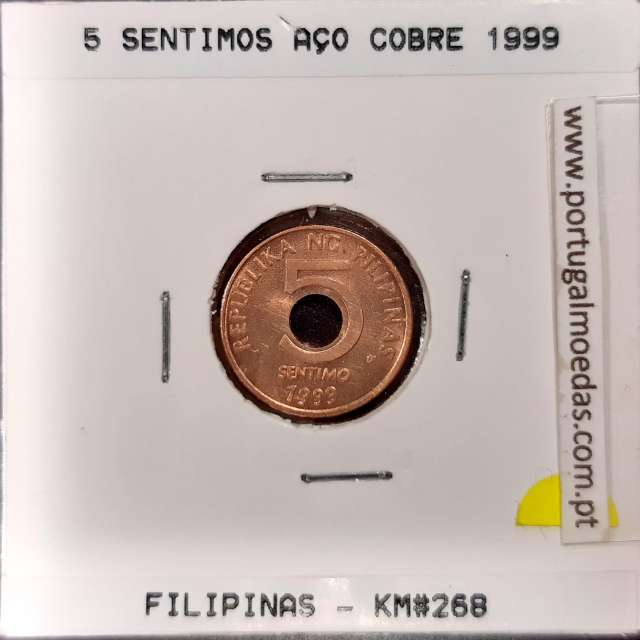 5 SENTIMOS AÇO COBRE 1999
www.portugalmoedas.com.pt
REPUBLIKA NG PILIPINAS
5
SENTIMO
1999
FILIPINAS - KM#268